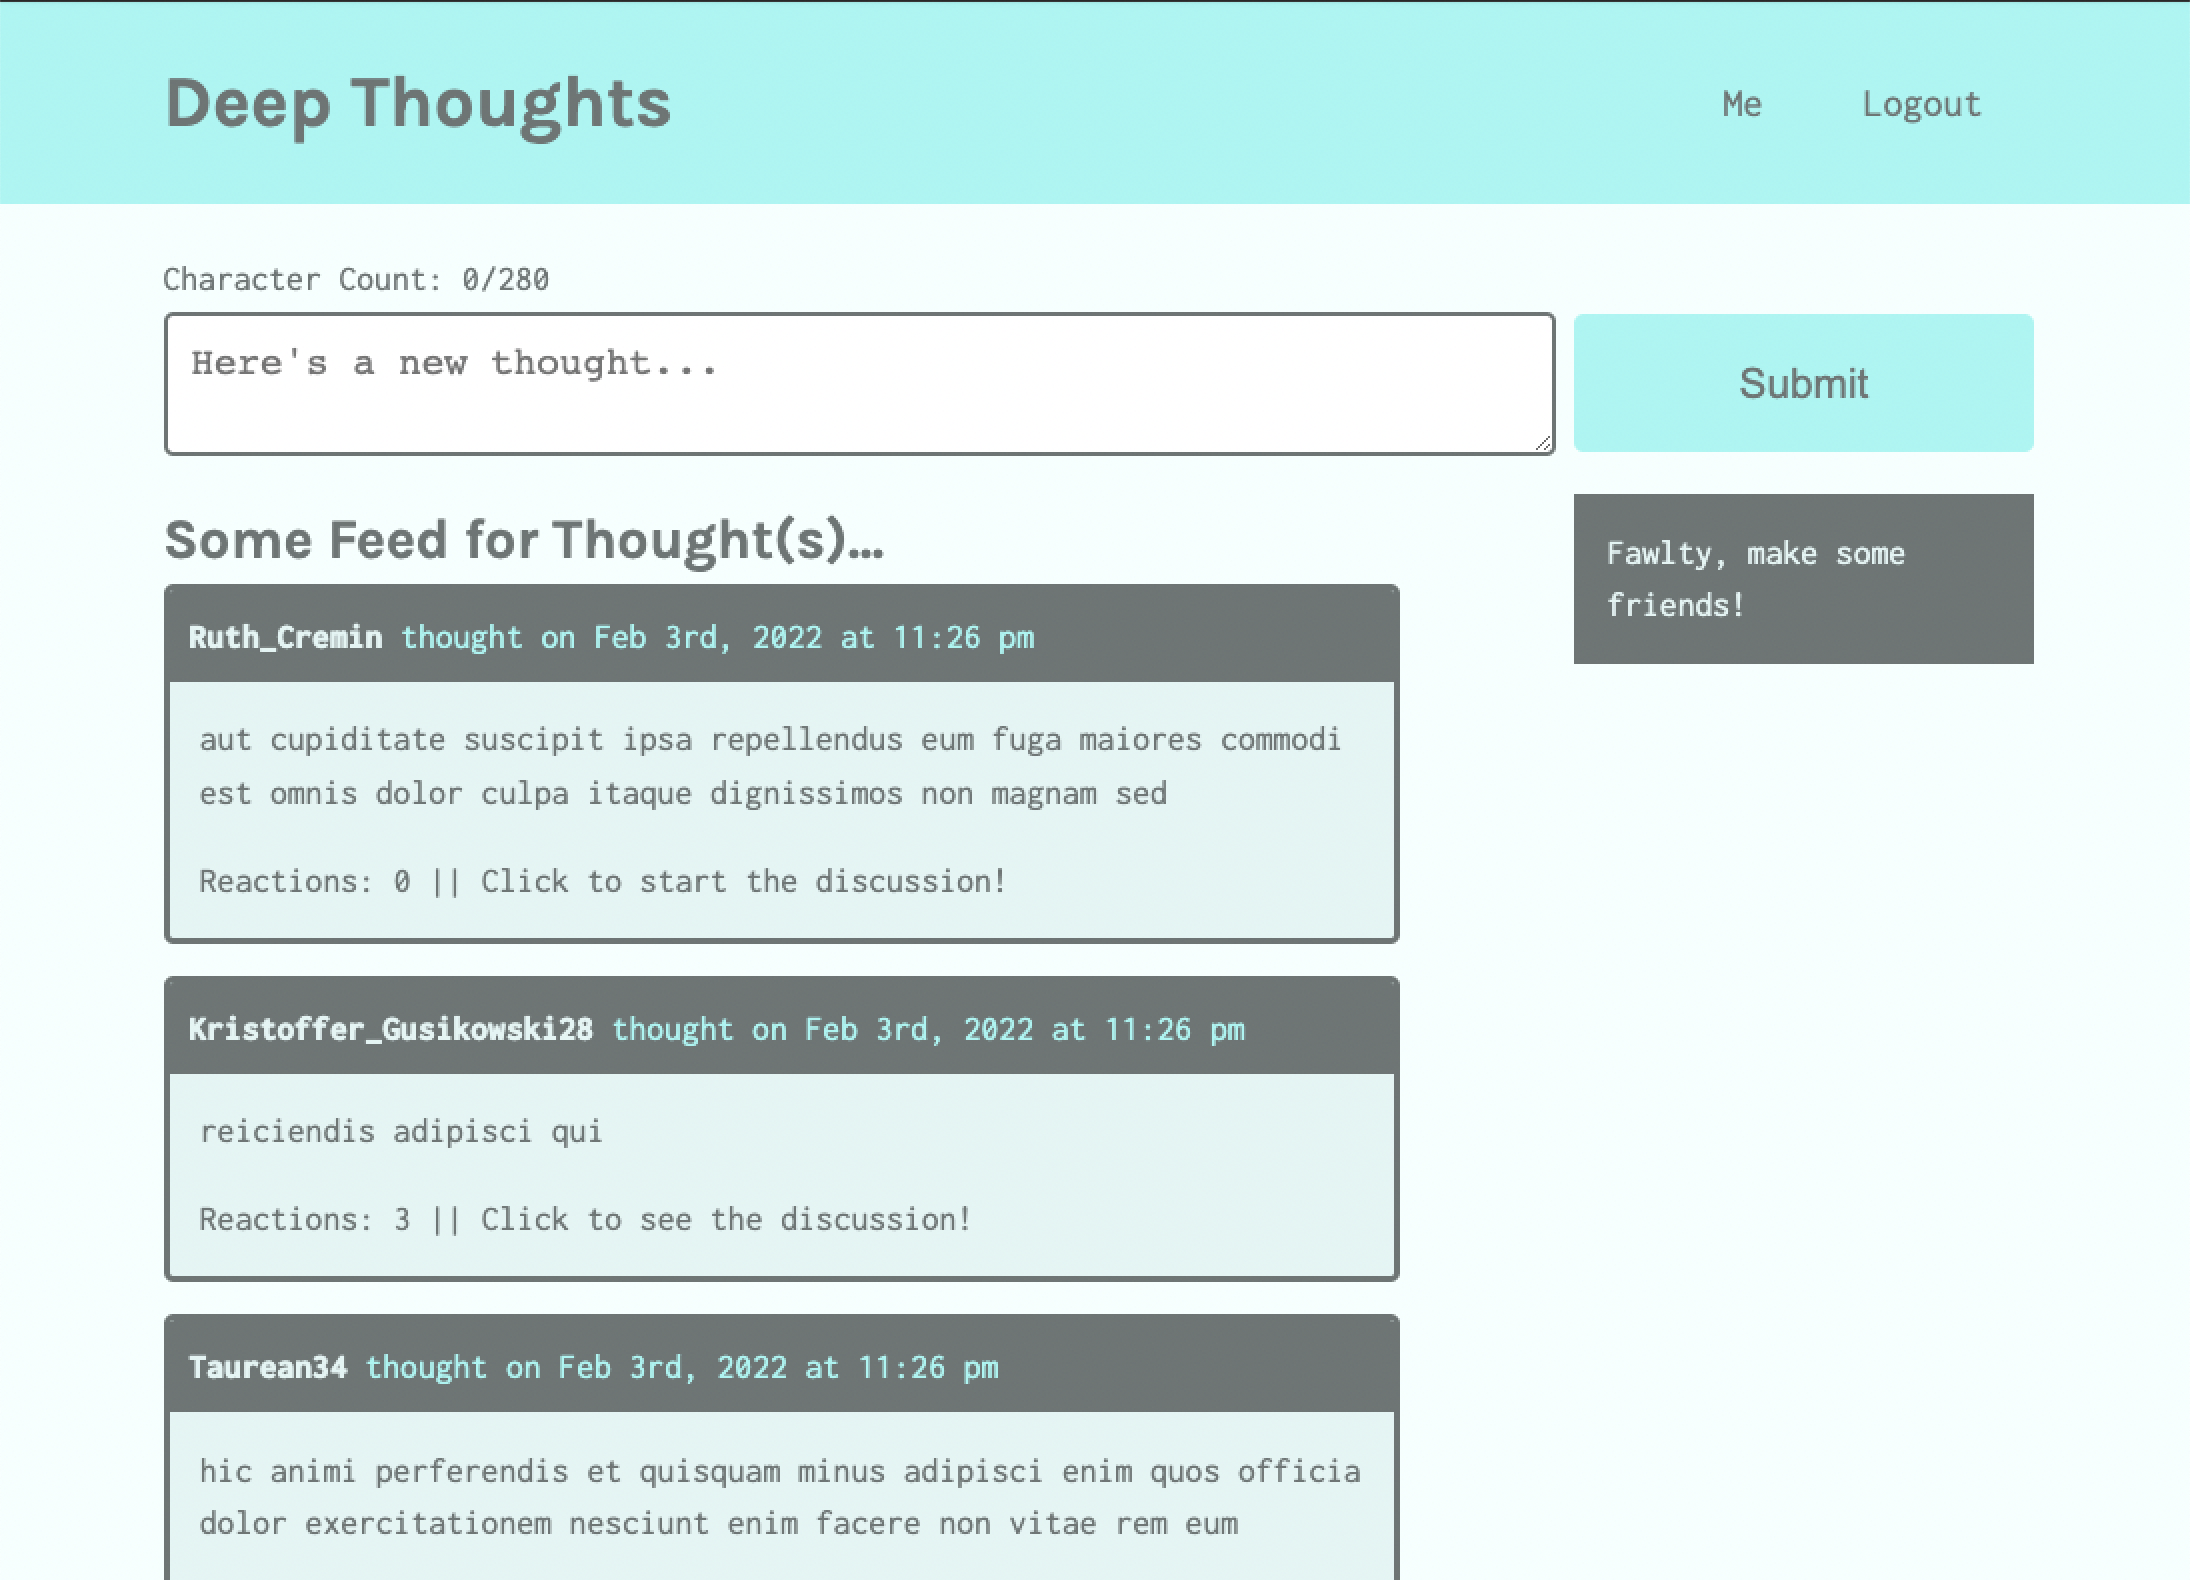 Deep Thoughts
Me
Logout
Character Count: 0/280
Here's a new thought...
Submit
Some Feed for Thought(s)...
Fawlty, make some
friends!
Ruth_Cremin thought on Feb 3rd, 2022 at 11:26 pm
aut cupiditate suscipit ipsa repellendus eum fuga maiores commodi
est omnis dolor culpa itaque dignissimos non magnam sed
Reactions: 0 || Click to start the discussion!
Kristoffer_Gusikowski28 thought on Feb 3rd, 2022 at 11:26 pm
reiciendis adipisci qui
Reactions: 3 || Click to see the discussion!
Taurean34 thought on Feb 3rd, 2022 at 11:26 pm
hic animi perferendis et quisquam minus adipisci enim quos officia
dolor exercitationem nesciunt enim facere non vitae rem eum